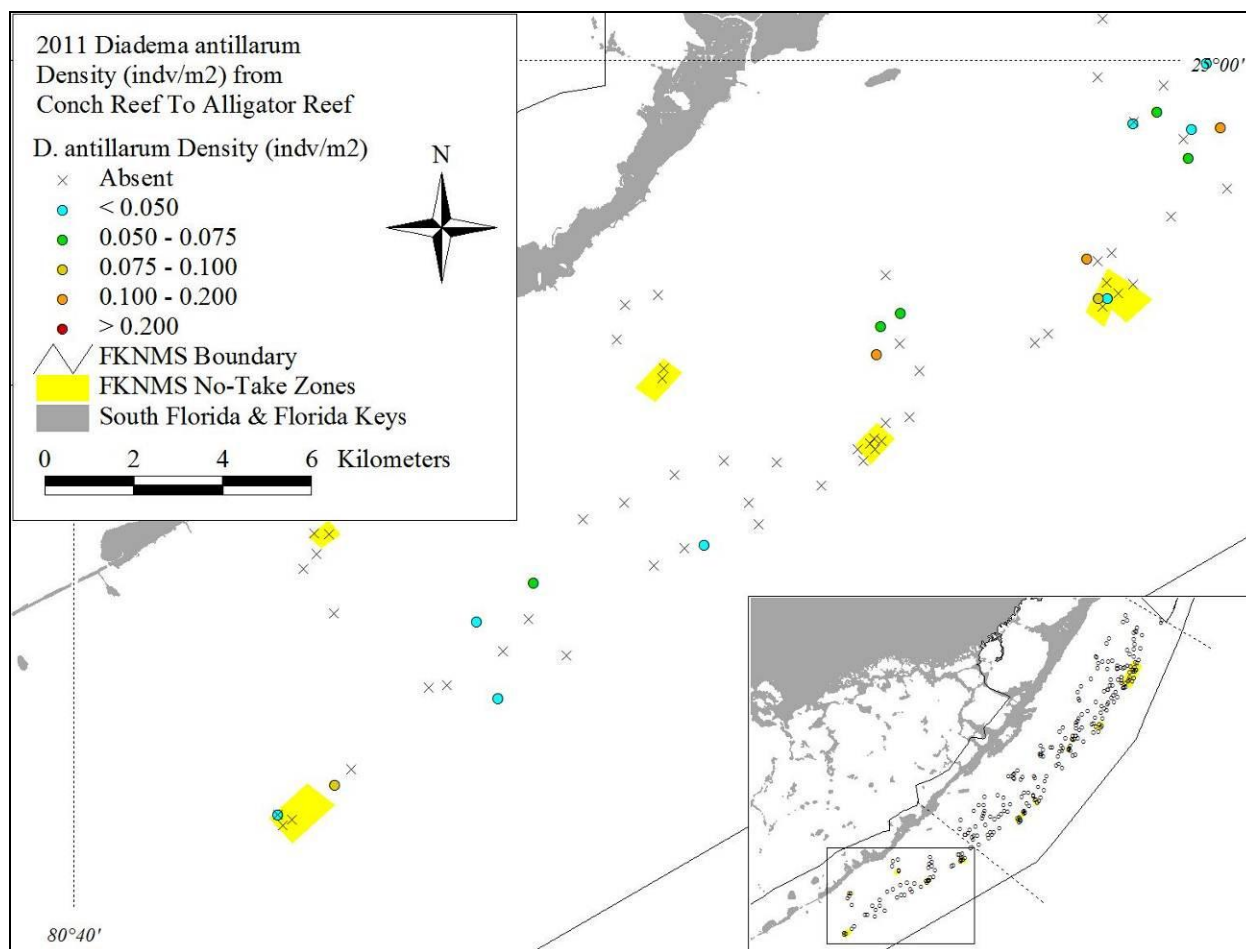 2011 Diadema antillarum
Density (indv/m2) from
Conch Reef To Alligator Reef
D. antillarum Density (indv/m2)
Absent
< 0.050
0.050 - 0.075
0.075 - 0.100
0.100 - 0.200
> 0.200
FKNMS Boundary
FKNMS No-Take Zones
South Florida & Florida Keys
0 2 4 6 Kilometers
N
25°00'
80°40'